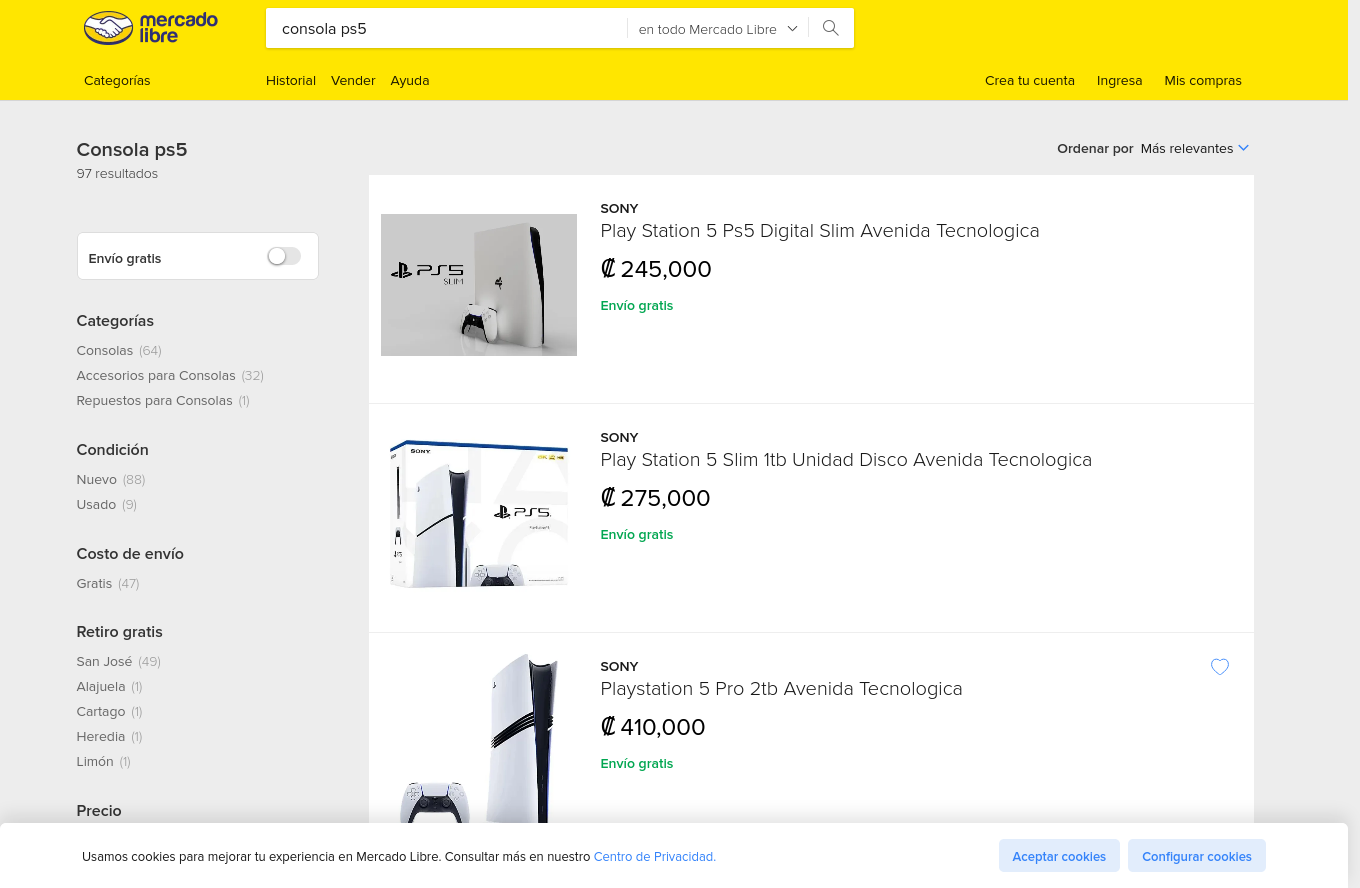 mercado
libre
consola ps5
en todo Mercado Libre
Categorías
Historial
Vender
Ayuda
Crea tu cuenta
Ingresa
Mis compras
Consola ps5
97 resultados
Ordenar por Más relevantes
Envío gratis
Categorías
Consolas (64)
Accesorios para Consolas (32)
Repuestos para Consolas (1)
Condición
Nuevo (88)
Usado (9)
Costo de envío
Gratis (47)
Retiro gratis
San José (49)
Alajuela (1)
Cartago (1)
Heredia (1)
Limón (1)
Precio
PS5
SLIM
SONY
Play Station 5 Ps5 Digital Slim Avenida Tecnologica
₡ 245,000
Envío gratis
SONY
PS5
SONY
Play Station 5 Slim 1tb Unidad Disco Avenida Tecnologica
₡ 275,000
Envío gratis
SONY
Playstation 5 Pro 2tb Avenida Tecnologica
₡ 410,000
Envío gratis
Usamos cookies para mejorar tu experiencia en Mercado Libre. Consultar más en nuestro Centro de Privacidad.
Aceptar cookies
Configurar cookies